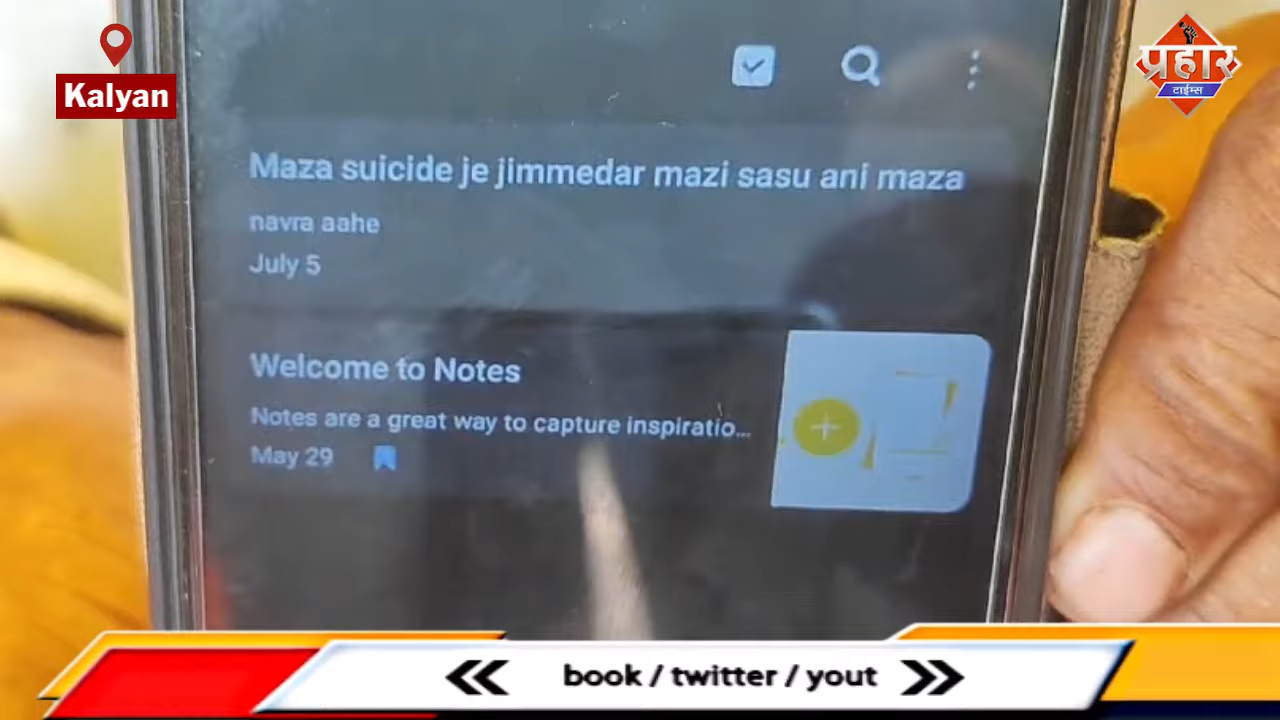 Kalyan
प्रहार
टाईम्स
Maza suicide je jimmedar mazi sasu ani maza
navra aahe
July 5
Welcome to Notes
Notes are a great way to capture inspiratio...
May 29
book / twitter / yout